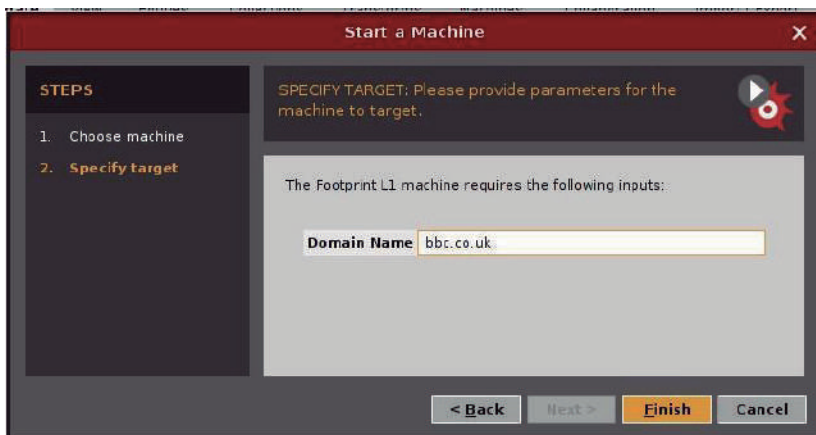 Start a Machine
STEPS
1. Choose machine
2. Specify target
SPECIFY TARGET: Please provide parameters for the
machine to target.
The Footprint L1 machine requires the following inputs:
Domain Name bbc.co.uk
< Back Next > Finish Cancel